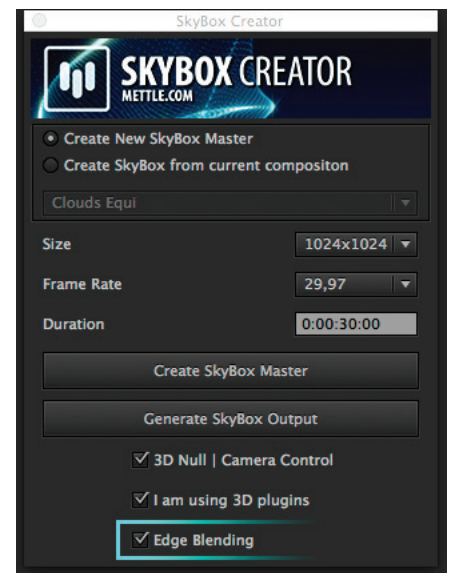 SkyBox Creator
SKYBOX CREATOR
METTLE.COM
Create New SkyBox Master
Create SkyBox from current compositon
Clouds Equi
Size 1024x1024
Frame Rate 29,97
Duration 0:00:30:00
Create SkyBox Master
Generate SkyBox Output
3D Null | Camera Control
I am using 3D plugins
Edge Blending